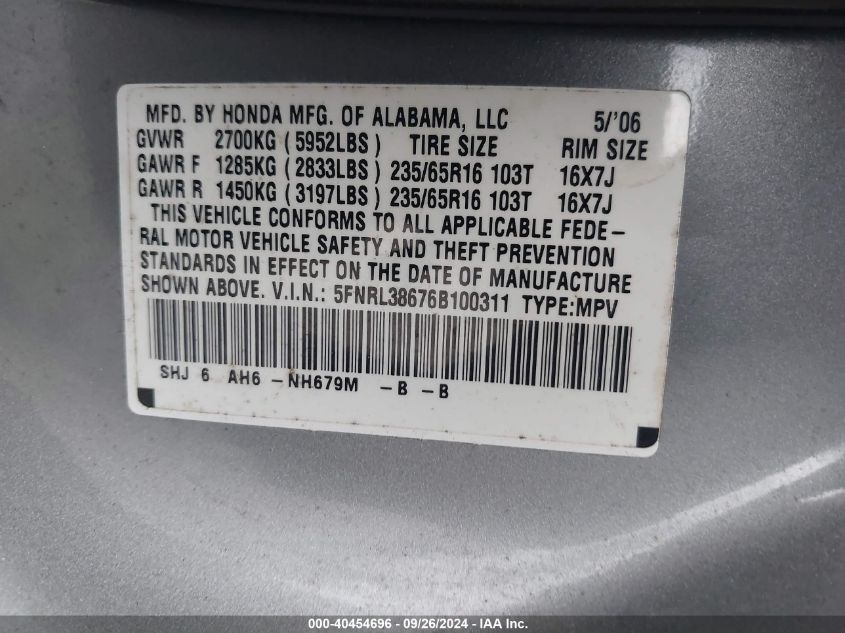 MFD. BY HONDA MFG. OF ALABAMA, LLC 5/'06
GVWR 2700KG (5952LBS) TIRE SIZE RIM SIZE
GAWR F 1285KG (2833LBS) 235/65R16 103T 16X7J
GAWR R 1450KG (3197LBS) 235/65R16 103T 16X7J
THIS VEHICLE CONFORMS TO ALL APPLICABLE FEDE-
RAL MOTOR VEHICLE SAFETY AND THEFT PREVENTION
STANDARDS IN EFFECT ON THE DATE OF MANUFACTURE
SHOWN ABOVE. V.I.N.: 5FNRL38676B100311 TYPE:MPV
SHJ 6 AH6 -NH679M -B -B
000-40454696 - 09/26/2024 - IAA Inc.